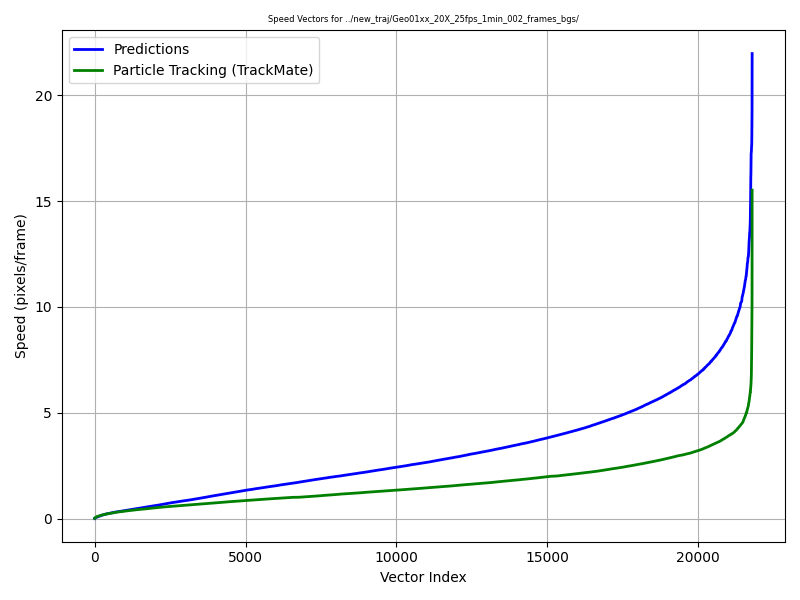 Speed Vectors for ../new_traj/Geo01xx_20X_25fps_1min_002_frames_bgs/
Predictions
Particle Tracking (TrackMate)
20
15
10
5
0
Speed (pixels/frame)
0 5000 10000 15000 20000
Vector Index